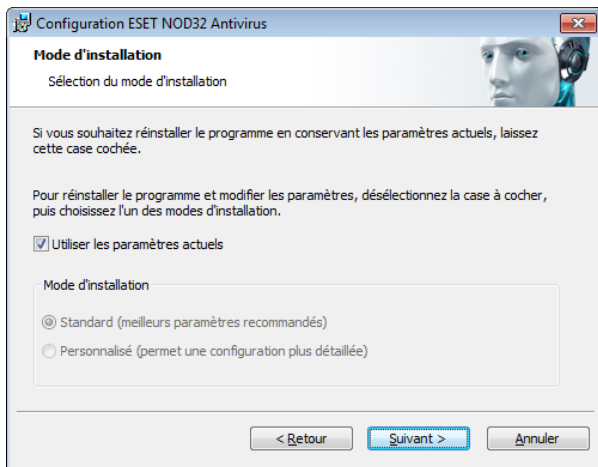 Configuration ESET NOD32 Antivirus
Mode d'installation
Sélection du mode d'installation
Si vous souhaitez réinstaller le programme en conservant les paramètres actuels, laissez
cette case cochée.
Pour réinstaller le programme et modifier les paramètres, désélectionnez la case à cocher,
puis choisissez l'un des modes d'installation.
Utiliser les paramètres actuels
Mode d'installation
Standard (meilleurs paramètres recommandés)
Personnalisé (permet une configuration plus détaillée)
< Retour
Suivant >
Annuler